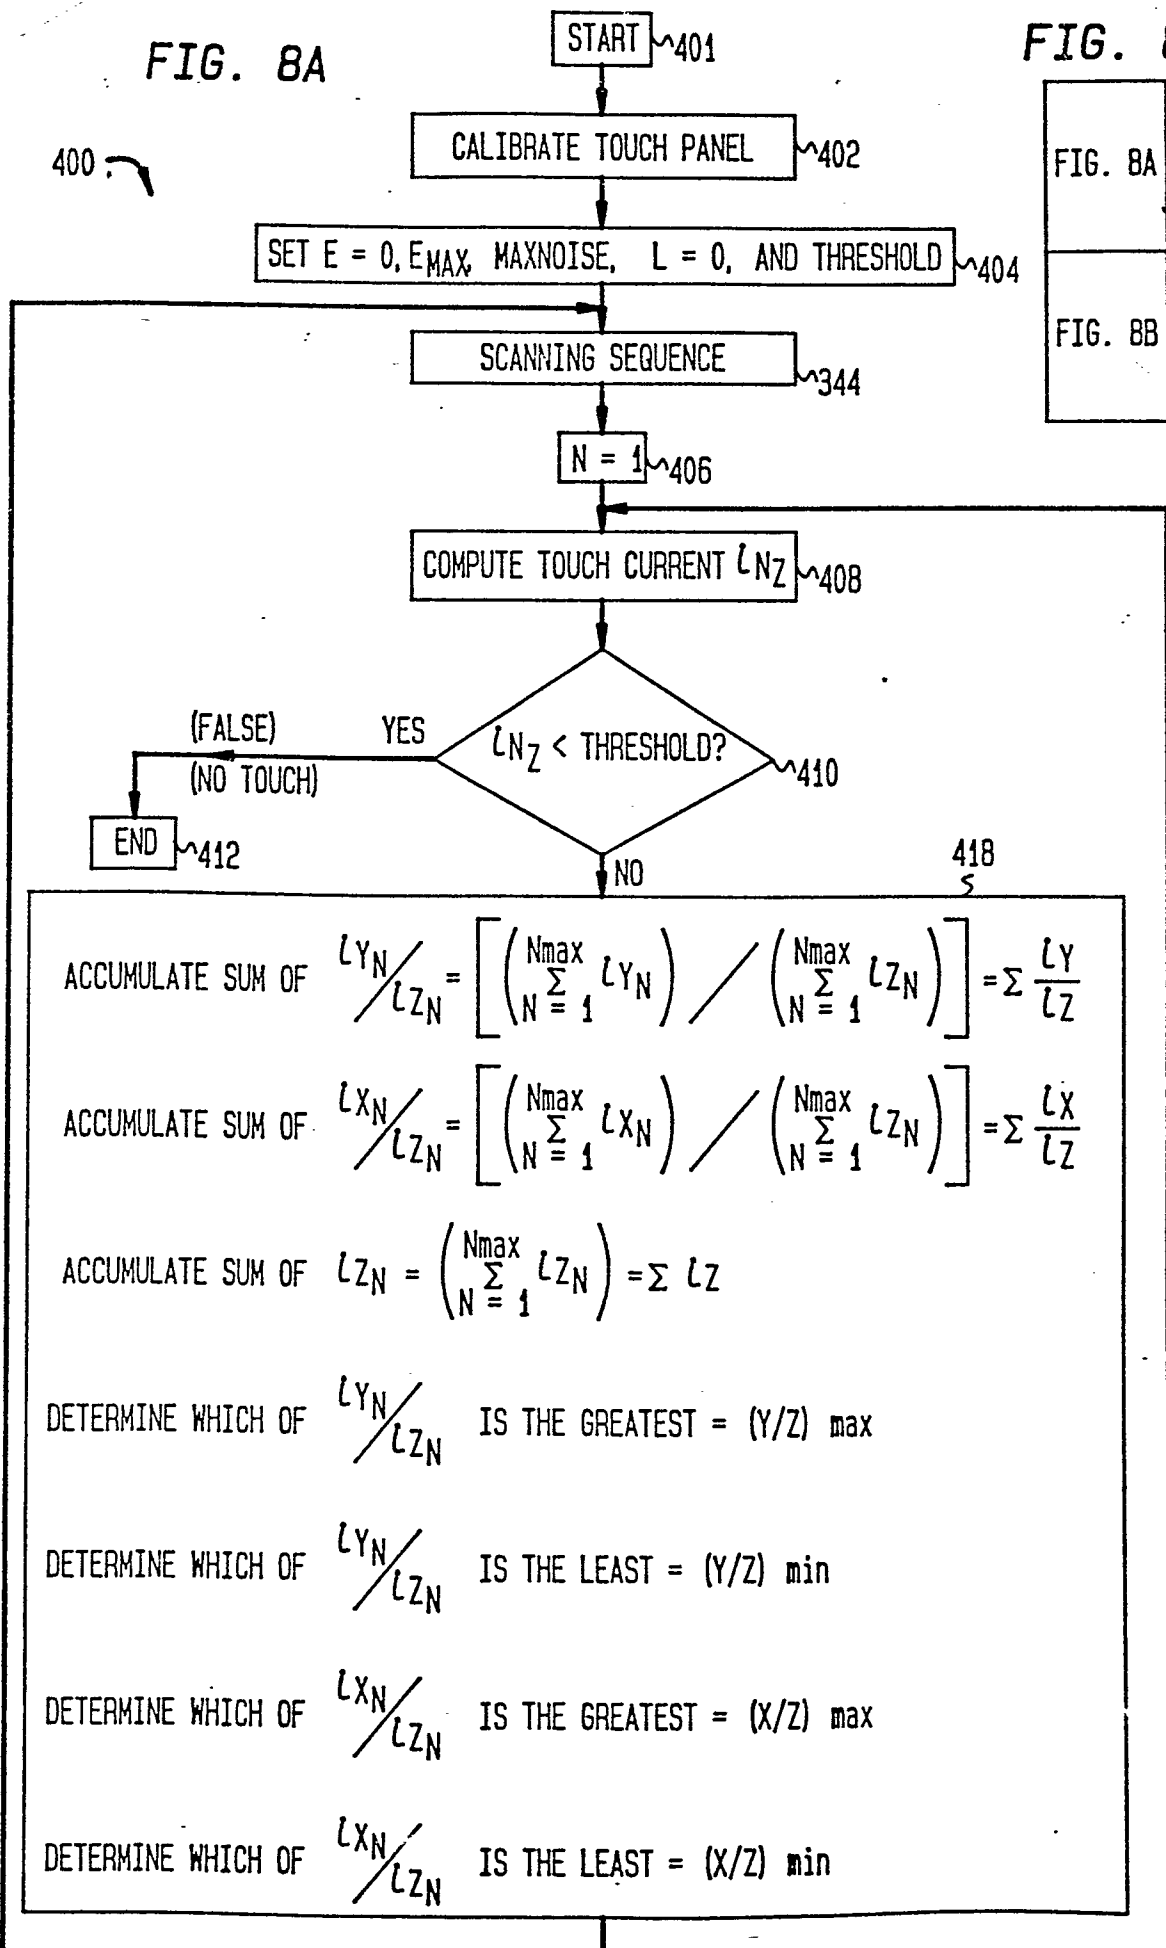 FIG. 8A
START 401
FIG. 8
CALIBRATE TOUCH PANEL 402
400
FIG. 8A
SET E = 0, EMAX, MAXNOISE, L = 0, AND THRESHOLD 404
FIG. 8B
SCANNING SEQUENCE 344
N = 1 406
COMPUTE TOUCH CURRENT iNZ 408
(FALSE) YES
iNZ < THRESHOLD? 410
(NO TOUCH)
END 412
NO
418
ACCUMULATE SUM OF iYN/iZN = [(Nmax Σ N = 1 iYN) / (Nmax Σ N = 1 iZN)] = Σ iY/iZ
ACCUMULATE SUM OF iXN/iZN = [(Nmax Σ N = 1 iXN) / (Nmax Σ N = 1 iZN)] = Σ iX/iZ
ACCUMULATE SUM OF iZN = (Nmax Σ N = 1 iZN) = Σ iZ
DETERMINE WHICH OF iYN/iZN IS THE GREATEST = (Y/Z) max
DETERMINE WHICH OF iYN/iZN IS THE LEAST = (Y/Z) min
DETERMINE WHICH OF iXN/iZN IS THE GREATEST = (X/Z) max
DETERMINE WHICH OF iXN/iZN IS THE LEAST = (X/Z) min